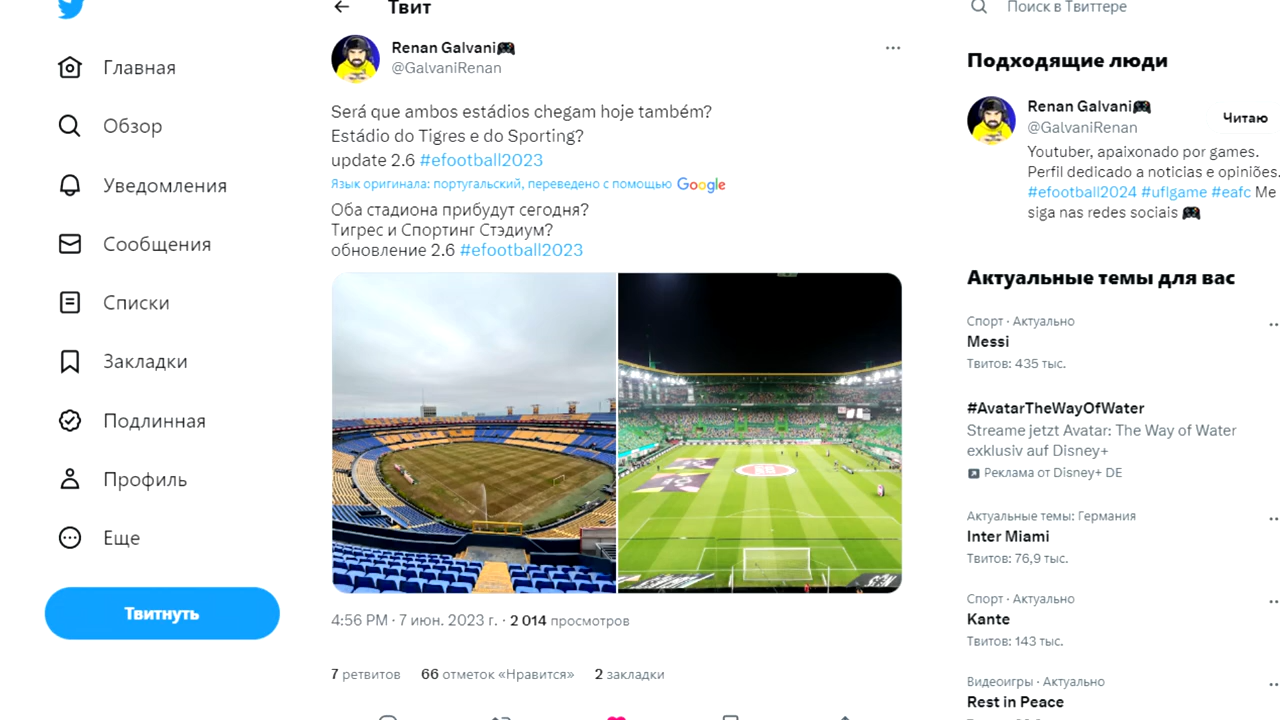 Твит
Главная
Обзор
Уведомления
Сообщения
Списки
Закладки
Подлинная
Профиль
Еще
Твитнуть
Renan Galvani🎮
@GalvaniRenan
Será que ambos estádios chegam hoje também?
Estádio do Tigres e do Sporting?
update 2.6 #efootball2023
Язык оригинала: португальский, переведено с помощью Google
Оба стадиона прибудут сегодня?
Тигрес и Спортинг Стэдиум?
обновление 2.6 #efootball2023
4:56 PM · 7 июн. 2023 г. · 2 014 просмотров
7 ретвитов 66 отметок «Нравится» 2 закладки
Поиск в Твиттере
Подходящие люди
Renan Galvani🎮
@GalvaniRenan
Читаю
Youtuber, apaixonado por games.
Perfil dedicado a noticias e opiniões.
#efootball2024 #uflgame #eafc Me
siga nas redes sociais 🎮
Актуальные темы для вас
Спорт · Актуально
Messi
Твитов: 435 тыс.
#AvatarTheWayOfWater
Streame jetzt Avatar: The Way of Water
exklusiv auf Disney+
Реклама от Disney+ DE
Актуальные темы: Германия
Inter Miami
Твитов: 76,9 тыс.
Спорт · Актуально
Kante
Твитов: 143 тыс.
Видеоигры · Актуально
Rest in Peace